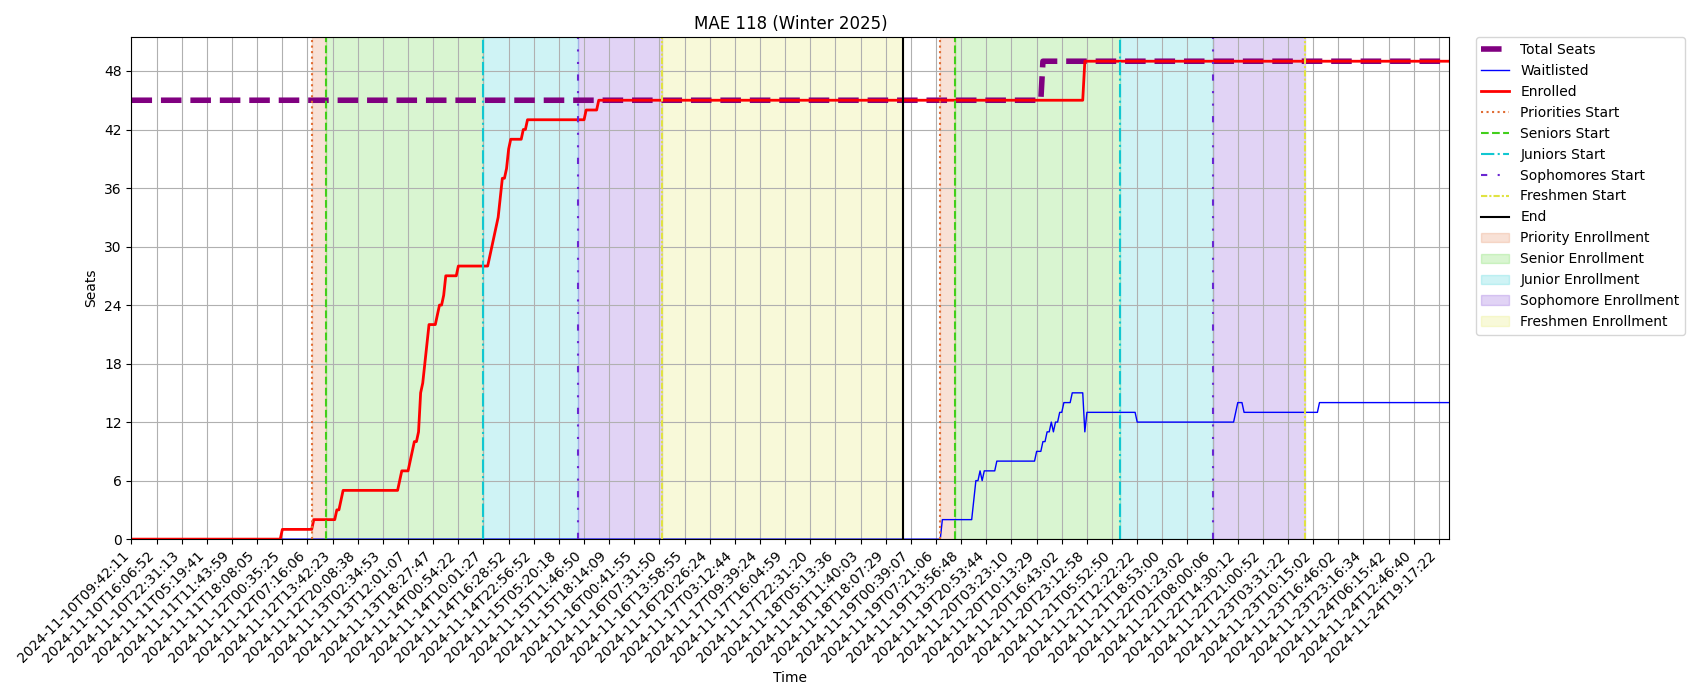 MAE 118 (Winter 2025)
Seats
48
42
36
30
24
18
12
6
0
2024-11-10T09:42:11
2024-11-10T16:06:52
2024-11-10T22:31:13
2024-11-11T05:19:41
2024-11-11T11:43:59
2024-11-11T18:08:05
2024-11-12T00:35:25
2024-11-12T07:16:06
2024-11-12T13:42:23
2024-11-12T20:08:38
2024-11-13T02:34:53
2024-11-13T12:01:07
2024-11-13T18:27:47
2024-11-14T00:54:22
2024-11-14T10:01:27
2024-11-14T16:28:52
2024-11-14T22:56:52
2024-11-15T05:20:18
2024-11-15T11:46:50
2024-11-15T18:14:09
2024-11-16T00:41:55
2024-11-16T07:31:50
2024-11-16T13:58:55
2024-11-16T20:26:24
2024-11-17T03:12:44
2024-11-17T09:39:24
2024-11-17T16:04:59
2024-11-17T22:31:20
2024-11-18T05:13:36
2024-11-18T11:40:03
2024-11-18T18:07:29
2024-11-19T00:39:07
2024-11-19T07:21:06
2024-11-19T13:56:48
2024-11-19T20:53:44
2024-11-20T03:23:10
2024-11-20T10:13:29
2024-11-20T16:43:02
2024-11-20T23:12:58
2024-11-21T05:52:50
2024-11-21T12:22:22
2024-11-21T18:53:00
2024-11-22T01:23:02
2024-11-22T08:00:06
2024-11-22T14:30:12
2024-11-22T21:00:52
2024-11-23T03:31:22
2024-11-23T10:15:02
2024-11-23T16:46:02
2024-11-23T23:16:34
2024-11-24T06:15:42
2024-11-24T12:46:40
2024-11-24T19:17:22
Time
Total Seats
Waitlisted
Enrolled
Priorities Start
Seniors Start
Juniors Start
Sophomores Start
Freshmen Start
End
Priority Enrollment
Senior Enrollment
Junior Enrollment
Sophomore Enrollment
Freshmen Enrollment